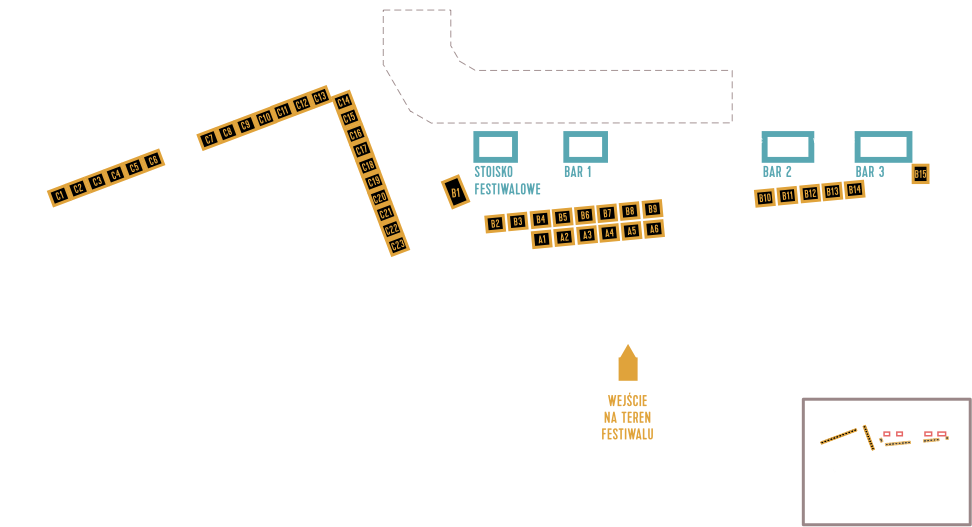 C1 C2 C3 C4 C5 C6
C7 C8 C9 C10 C11 C12 C13
C14
C15
C16
C17
C18
C19
C20
C21
C22
C23
STOISKO
FESTIWALOWE
BAR 1
BAR 2
BAR 3
B1
B2 B3 B4 B5 B6 B7 B8 B9
A1 A2 A3 A4 A5 A6
B10 B11 B12 B13 B14
B15
WEJŚCIE
NA TEREN
FESTIWALU